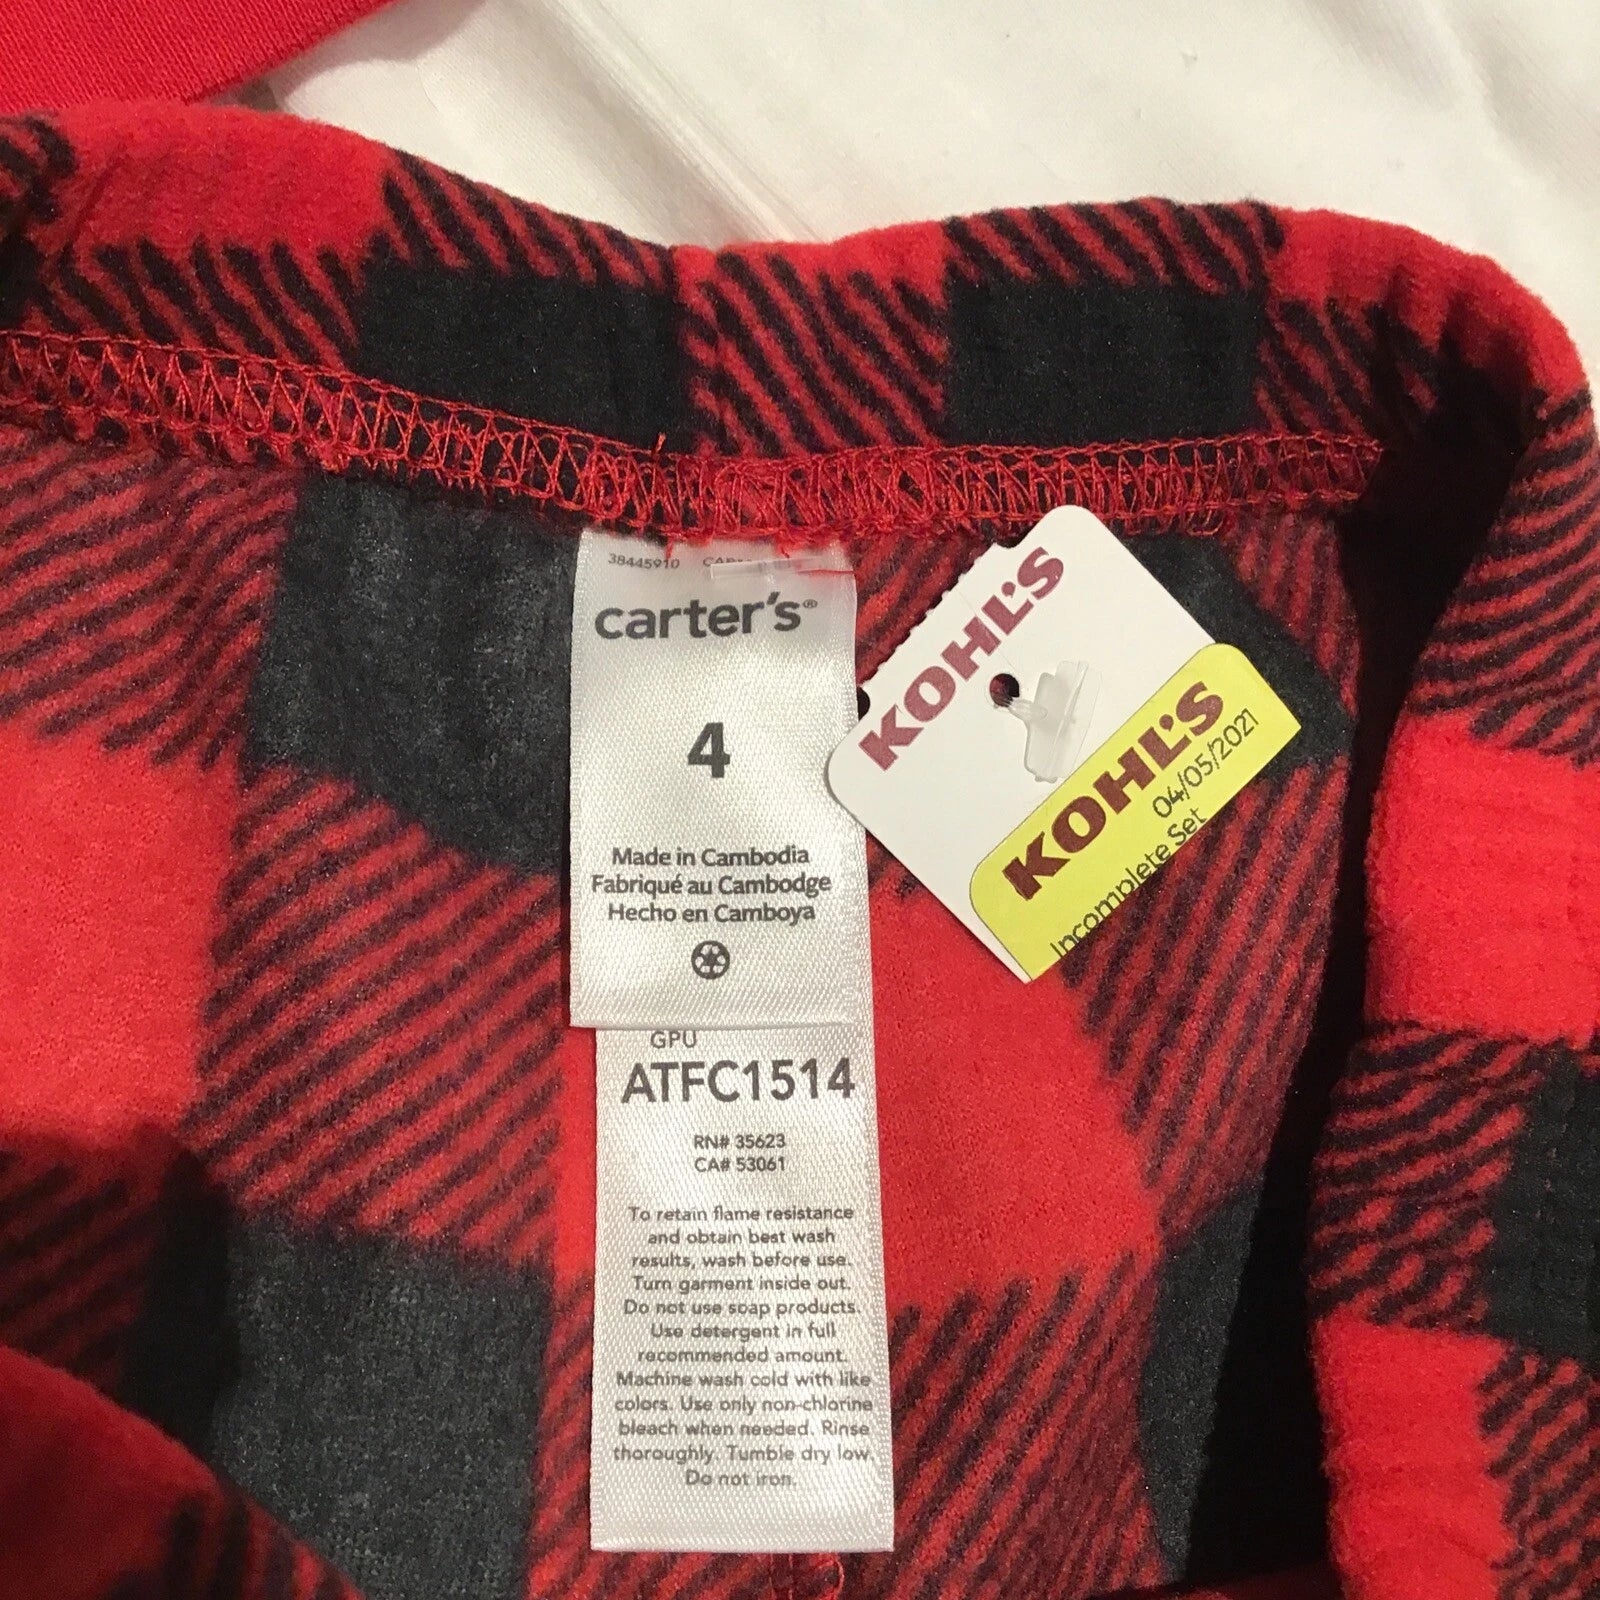 38445910
carter's®
4
Made in Cambodia
Fabriqué au Cambodge
Hecho en Camboya
GPU
ATFC1514
RN# 35623
CA# 53061
To retain flame resistance
and obtain best wash
results, wash before use.
Turn garment inside out.
Do not use soap products.
Use detergent in full
recommended amount.
Machine wash cold with like
colors. Use only non-chlorine
bleach when needed. Rinse
thoroughly. Tumble dry low.
Do not iron.
KOHL'S
KOHL'S
04/05/2021
Incomplete Set